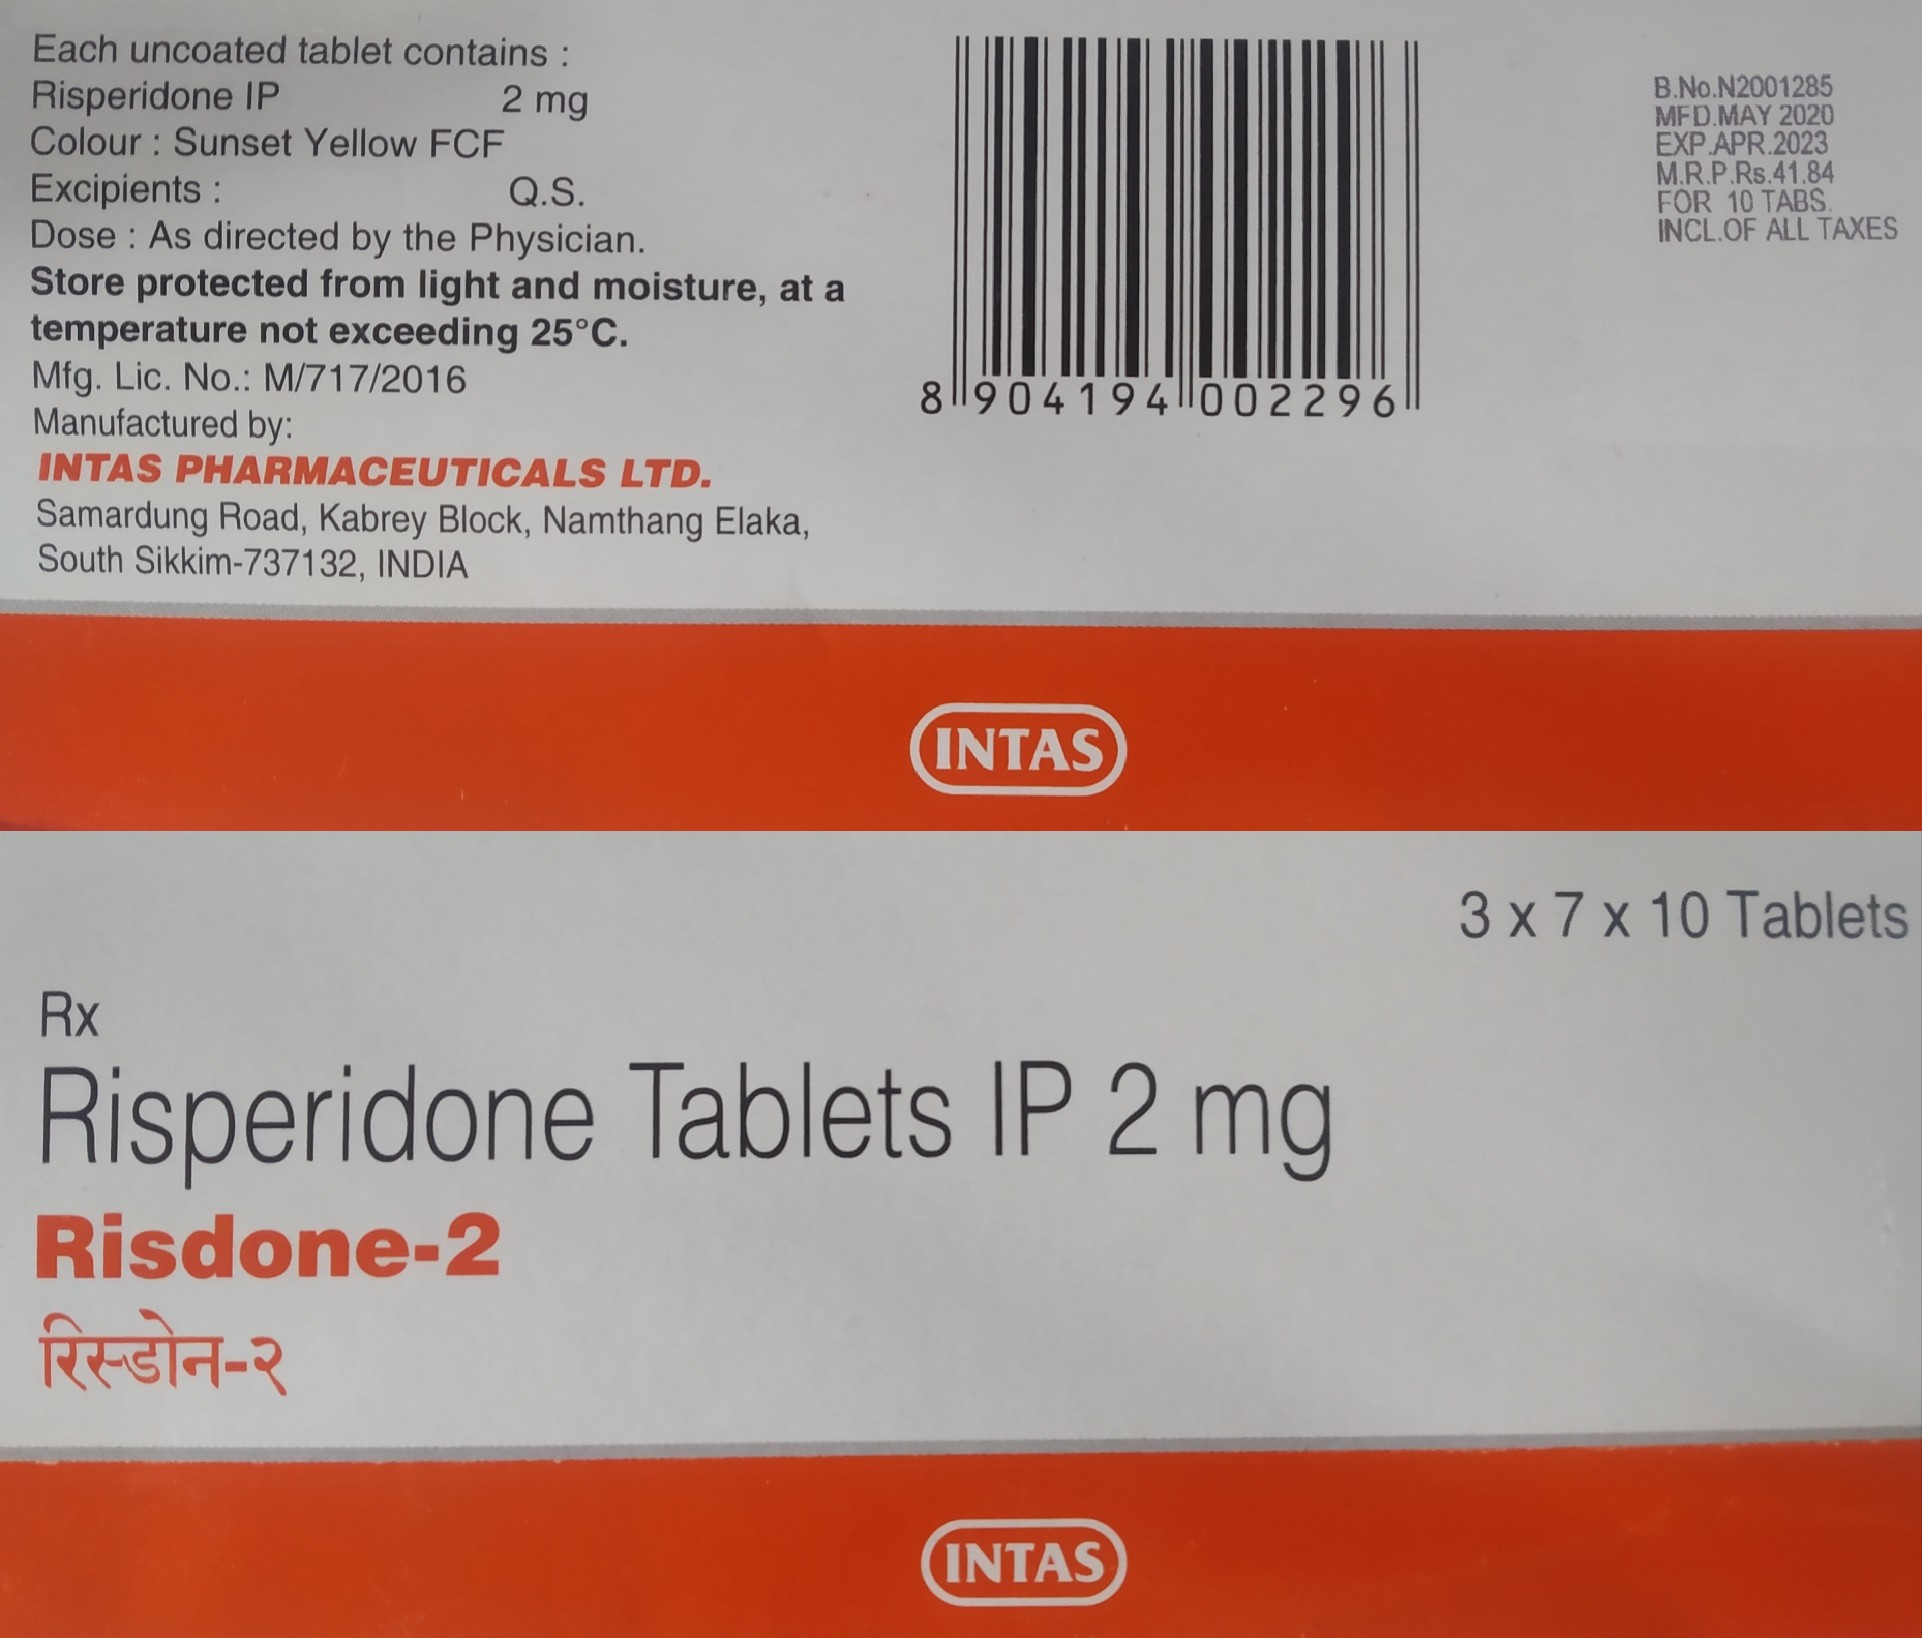 Each uncoated tablet contains :
Risperidone IP 2 mg
Colour : Sunset Yellow FCF
Excipients : Q.S.
Dose : As directed by the Physician.
Store protected from light and moisture, at a
temperature not exceeding 25°C.
Mfg. Lic. No.: M/717/2016
Manufactured by:
INTAS PHARMACEUTICALS LTD.
Samardung Road, Kabrey Block, Namthang Elaka,
South Sikkim-737132, INDIA
8 904194 002296
B.No.N2001285
MFD.MAY 2020
EXP.APR.2023
M.R.P.Rs.41.84
FOR 10 TABS.
INCL.OF ALL TAXES
INTAS
3 x 7 x 10 Tablets
Rx
Risperidone Tablets IP 2 mg
Risdone-2
रिस्डोन-२
INTAS